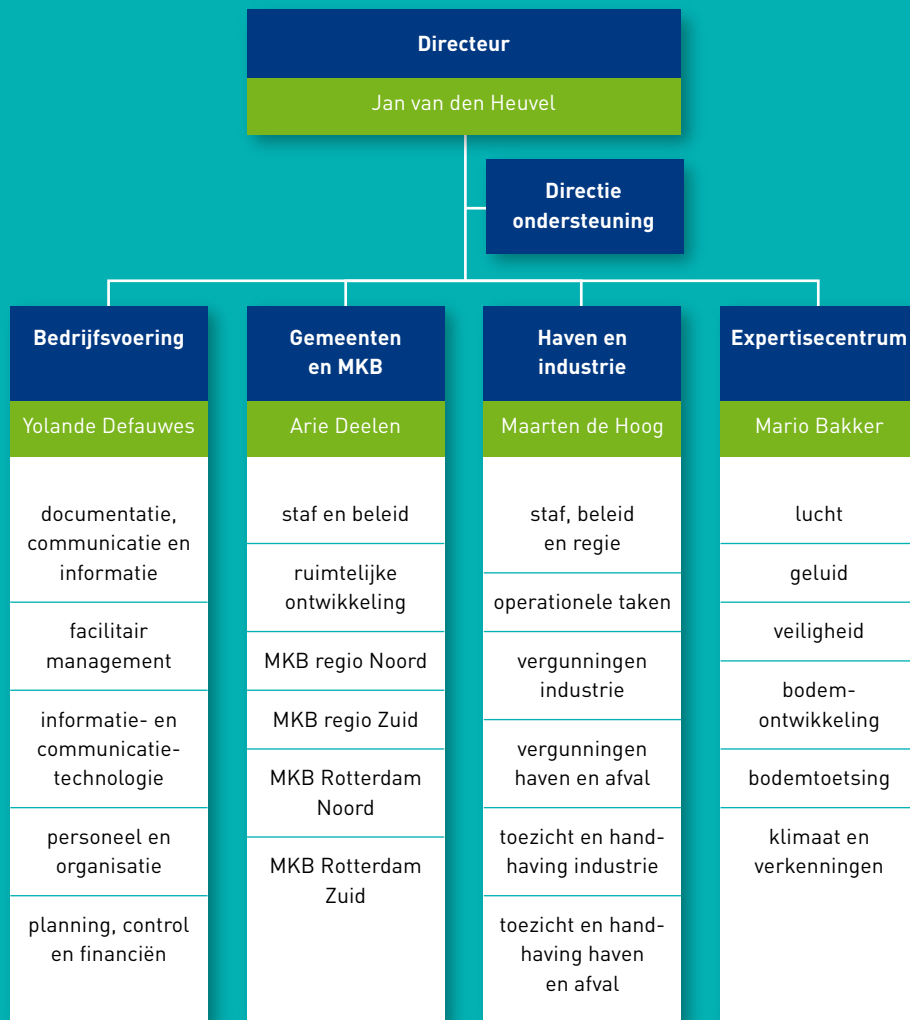 Directeur
Jan van den Heuvel
Directie
ondersteuning
Bedrijfsvoering
Yolande Defauwes
documentatie,
communicatie en
informatie
facilitair
management
informatie- en
communicatie-
technologie
personeel en
organisatie
planning, control
en financiën
Gemeenten
en MKB
Arie Deelen
staf en beleid
ruimtelijke
ontwikkeling
MKB regio Noord
MKB regio Zuid
MKB Rotterdam
Noord
MKB Rotterdam
Zuid
Haven en
industrie
Maarten de Hoog
staf, beleid
en regie
operationele taken
vergunningen
industrie
vergunningen
haven en afval
toezicht en hand-
having industrie
toezicht en hand-
having haven
en afval
Expertisecentrum
Mario Bakker
lucht
geluid
veiligheid
bodem-
ontwikkeling
bodemtoetsing
klimaat en
verkenningen